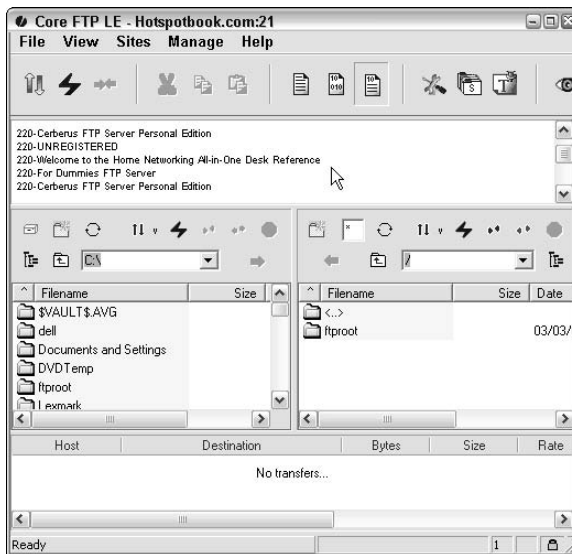 Core FTP LE - Hotspotbook.com:21
File View Sites Manage Help
220-Cerberus FTP Server Personal Edition
220-UNREGISTERED
220-Welcome to the Home Networking All-in-One Desk Reference
220-For Dummies FTP Server
220-Cerberus FTP Server Personal Edition
C:\
/
Filename Size
$VAULT$.AVG
dell
Documents and Settings
DVDTemp
ftproot
Lexmark
Filename Size Date
<..>
ftproot 03/03/
Host Destination Bytes Size Rate
No transfers...
Ready 1